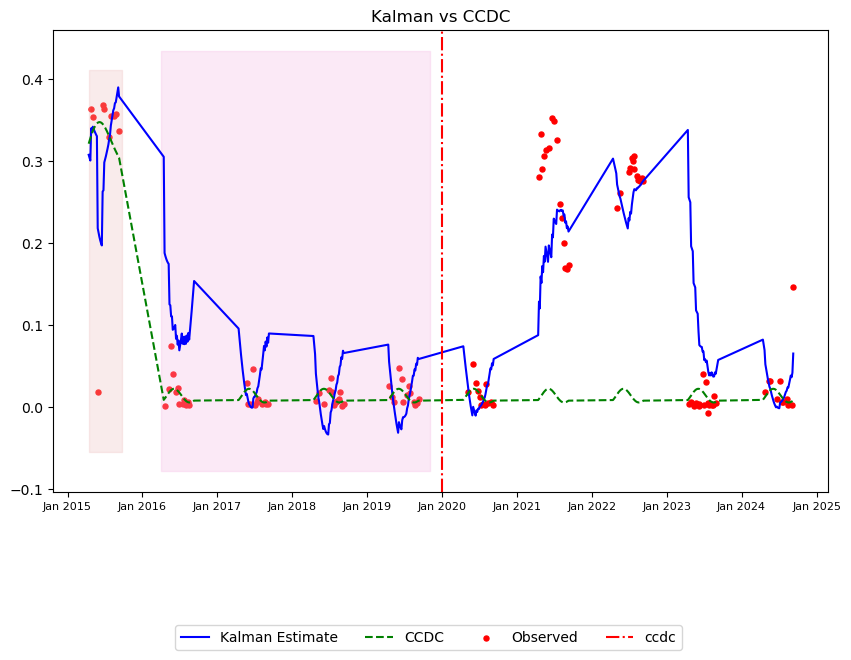 Kalman vs CCDC
0.4
0.3
0.2
0.1
0.0
−0.1
Jan 2015 Jan 2016 Jan 2017 Jan 2018 Jan 2019 Jan 2020 Jan 2021 Jan 2022 Jan 2023 Jan 2024 Jan 2025
Kalman Estimate CCDC Observed ccdc